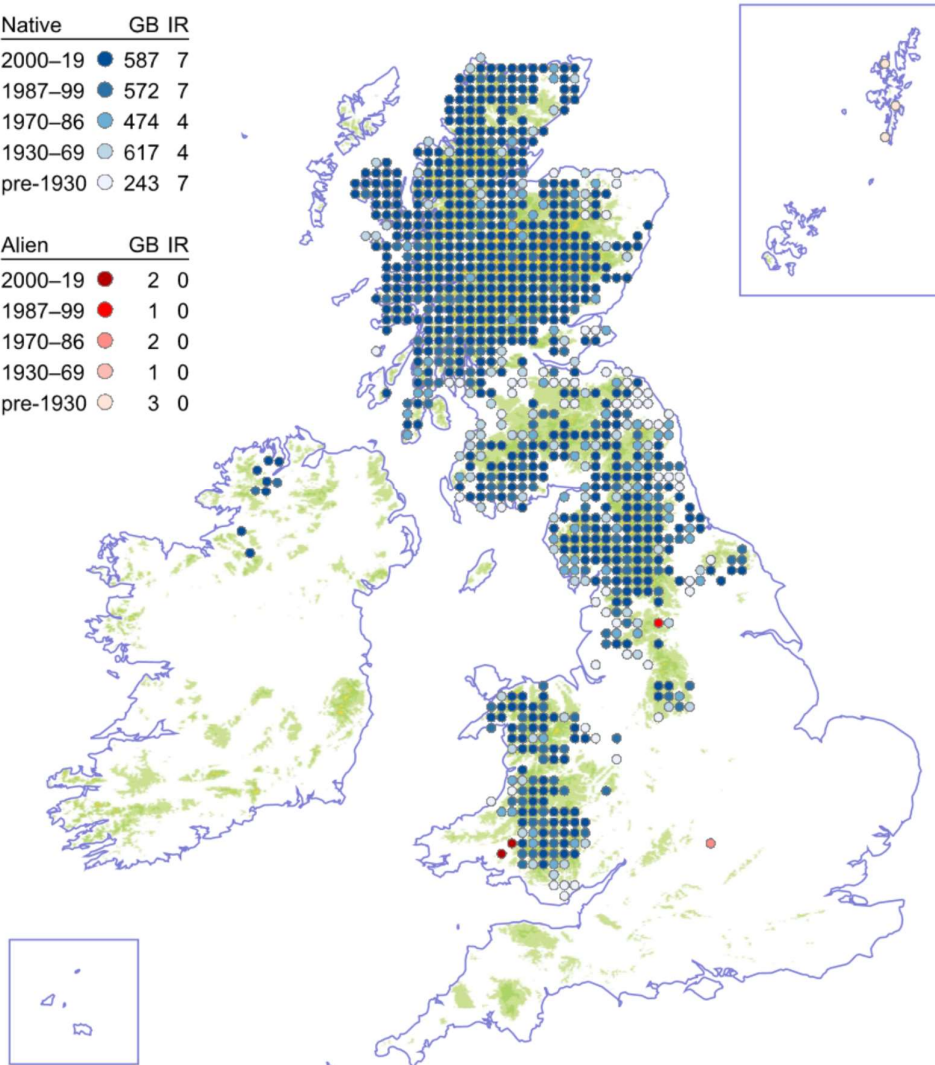 Native GB IR
2000–19 587 7
1987–99 572 7
1970–86 474 4
1930–69 617 4
pre-1930 243 7
Alien GB IR
2000–19 2 0
1987–99 1 0
1970–86 2 0
1930–69 1 0
pre-1930 3 0